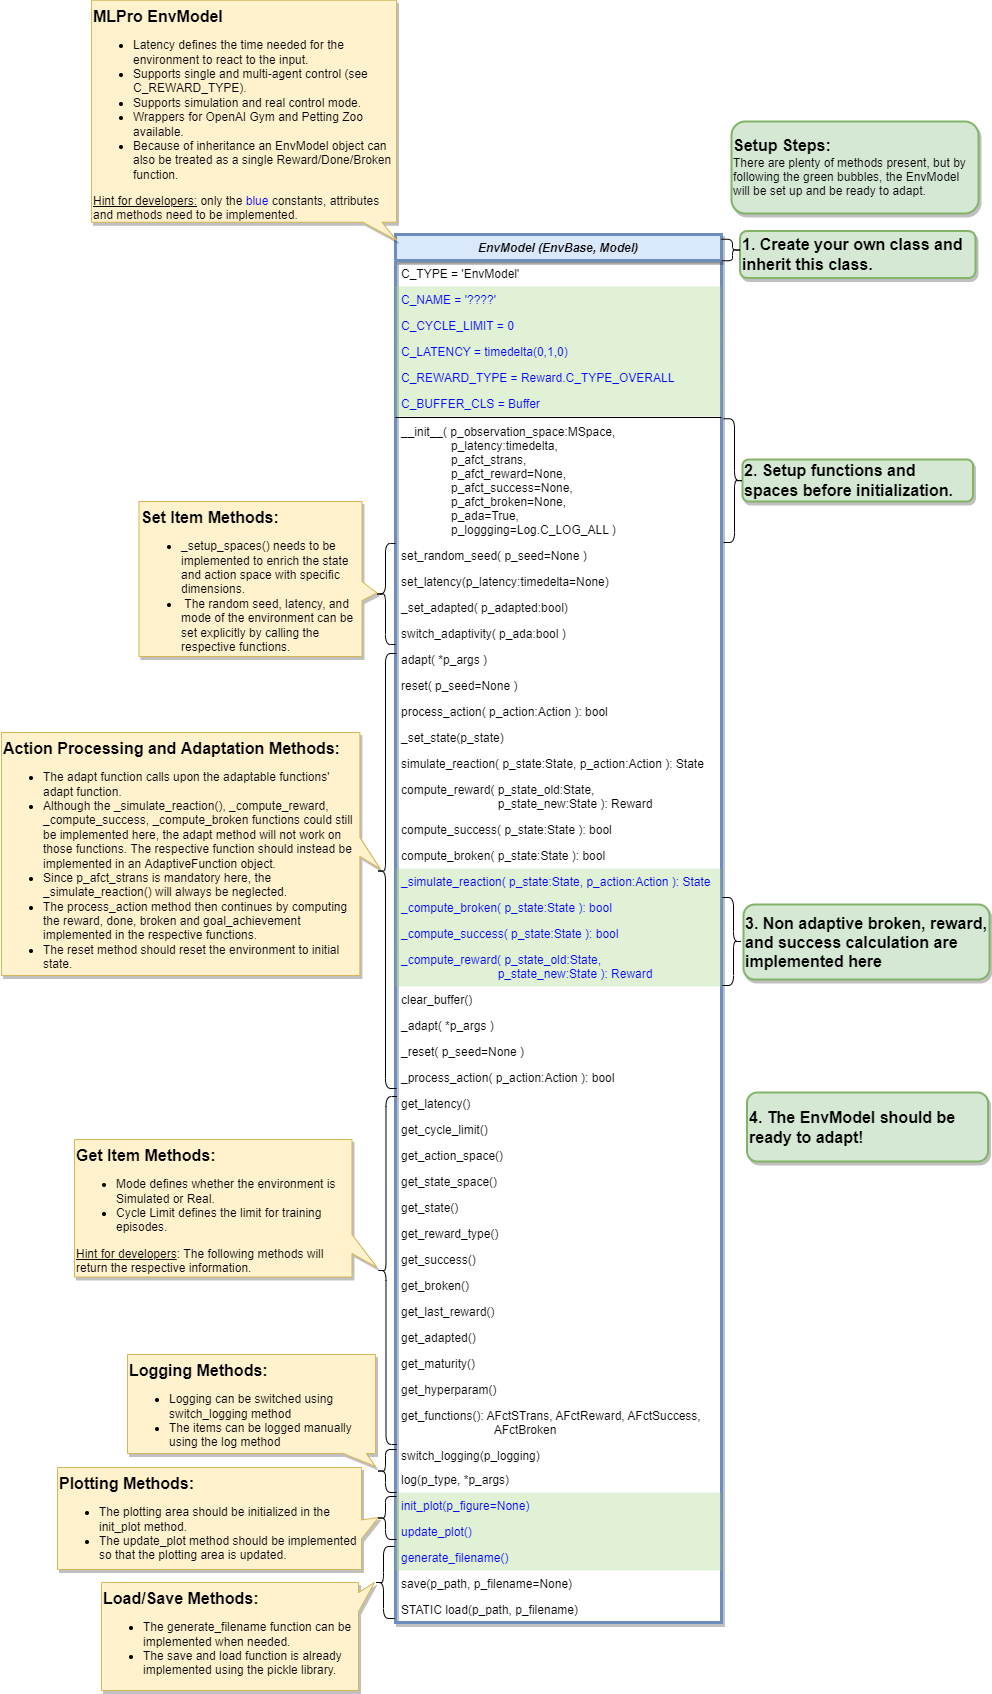 MLPro EnvModel
• Latency defines the time needed for the
environment to react to the input.
• Supports single and multi-agent control (see
C_REWARD_TYPE).
• Supports simulation and real control mode.
• Wrappers for OpenAI Gym and Petting Zoo
available.
• Because of inheritance an EnvModel object can
also be treated as a single Reward/Done/Broken
function.
Hint for developers: only the blue constants, attributes
and methods need to be implemented.
Setup Steps:
There are plenty of methods present, but by
following the green bubbles, the EnvModel
will be set up and be ready to adapt.
EnvModel (EnvBase, Model)
1. Create your own class and
inherit this class.
C_TYPE = 'EnvModel'
C_NAME = '????'
C_CYCLE_LIMIT = 0
C_LATENCY = timedelta(0,1,0)
C_REWARD_TYPE = Reward.C_TYPE_OVERALL
C_BUFFER_CLS = Buffer
__init__( p_observation_space:MSpace,
p_latency:timedelta,
p_afct_strans,
p_afct_reward=None,
p_afct_success=None,
p_afct_broken=None,
p_ada=True,
p_loggging=Log.C_LOG_ALL )
2. Setup functions and
spaces before initialization.
Set Item Methods:
• _setup_spaces() needs to be
implemented to enrich the state
and action space with specific
dimensions.
• The random seed, latency, and
mode of the environment can be
set explicitly by calling the
respective functions.
set_random_seed( p_seed=None )
set_latency(p_latency:timedelta=None)
_set_adapted( p_adapted:bool)
switch_adaptivity( p_ada:bool )
adapt( *p_args )
reset( p_seed=None )
process_action( p_action:Action ): bool
_set_state(p_state)
simulate_reaction( p_state:State, p_action:Action ): State
compute_reward( p_state_old:State,
p_state_new:State ): Reward
compute_success( p_state:State ): bool
compute_broken( p_state:State ): bool
_simulate_reaction( p_state:State, p_action:Action ): State
_compute_broken( p_state:State ): bool
_compute_success( p_state:State ): bool
_compute_reward( p_state_old:State,
p_state_new:State ): Reward
clear_buffer()
_adapt( *p_args )
_reset( p_seed=None )
_process_action( p_action:Action ): bool
Action Processing and Adaptation Methods:
• The adapt function calls upon the adaptable functions'
adapt function.
• Although the _simulate_reaction(), _compute_reward,
_compute_success, _compute_broken functions could still
be implemented here, the adapt method will not work on
those functions. The respective function should instead be
implemented in an AdaptiveFunction object.
• Since p_afct_strans is mandatory here, the
_simulate_reaction() will always be neglected.
• The process_action method then continues by computing
the reward, done, broken and goal_achievement
implemented in the respective functions.
• The reset method should reset the environment to initial
state.
3. Non adaptive broken, reward,
and success calculation are
implemented here
4. The EnvModel should be
ready to adapt!
get_latency()
get_cycle_limit()
get_action_space()
get_state_space()
get_state()
get_reward_type()
get_success()
get_broken()
get_last_reward()
get_adapted()
get_maturity()
get_hyperparam()
get_functions(): AFctSTrans, AFctReward, AFctSuccess,
AFctBroken
Get Item Methods:
• Mode defines whether the environment is
Simulated or Real.
• Cycle Limit defines the limit for training
episodes.
Hint for developers: The following methods will
return the respective information.
Logging Methods:
• Logging can be switched using
switch_logging method
• The items can be logged manually
using the log method
switch_logging(p_logging)
log(p_type, *p_args)
Plotting Methods:
• The plotting area should be initialized in the
init_plot method.
• The update_plot method should be implemented
so that the plotting area is updated.
init_plot(p_figure=None)
update_plot()
generate_filename()
save(p_path, p_filename=None)
STATIC load(p_path, p_filename)
Load/Save Methods:
• The generate_filename function can be
implemented when needed.
• The save and load function is already
implemented using the pickle library.